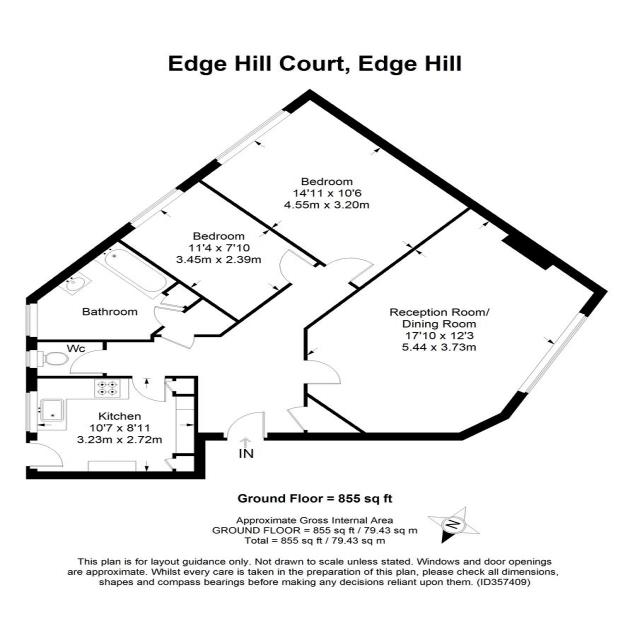 Edge Hill Court, Edge Hill
Bedroom
14'11 x 10'6
4.55m x 3.20m
Bedroom
11'4 x 7'10
3.45m x 2.39m
Bathroom
Reception Room/
Dining Room
17'10 x 12'3
5.44 x 3.73m
Wc
Kitchen
10'7 x 8'11
3.23m x 2.72m
IN
Ground Floor = 855 sq ft
Approximate Gross Internal Area
GROUND FLOOR = 855 sq ft / 79.43 sq m
Total = 855 sq ft / 79.43 sq m
N
This plan is for layout guidance only. Not drawn to scale unless stated. Windows and door openings
are approximate. Whilst every care is taken in the preparation of this plan, please check all dimensions,
shapes and compass bearings before making any decisions reliant upon them. (ID357409)